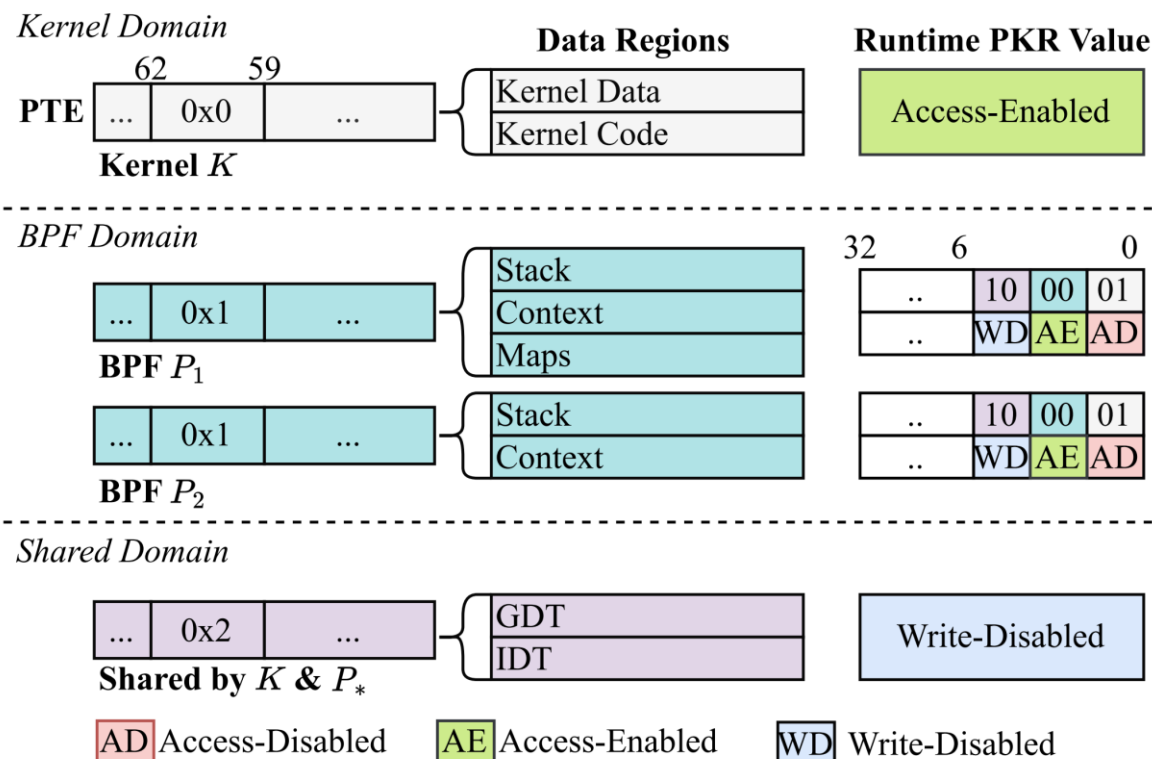 Kernel Domain
Data Regions
Runtime PKR Value
62 59
PTE ... 0x0 ...
Kernel Data
Kernel Code
Access-Enabled
Kernel K
BPF Domain
32 6 0
... 0x1 ...
Stack
Context
Maps
.. 10 00 01
.. WD AE AD
BPF P₁
... 0x1 ...
Stack
Context
.. 10 00 01
.. WD AE AD
BPF P₂
Shared Domain
... 0x2 ...
GDT
IDT
Write-Disabled
Shared by K & P*
AD Access-Disabled AE Access-Enabled WD Write-Disabled